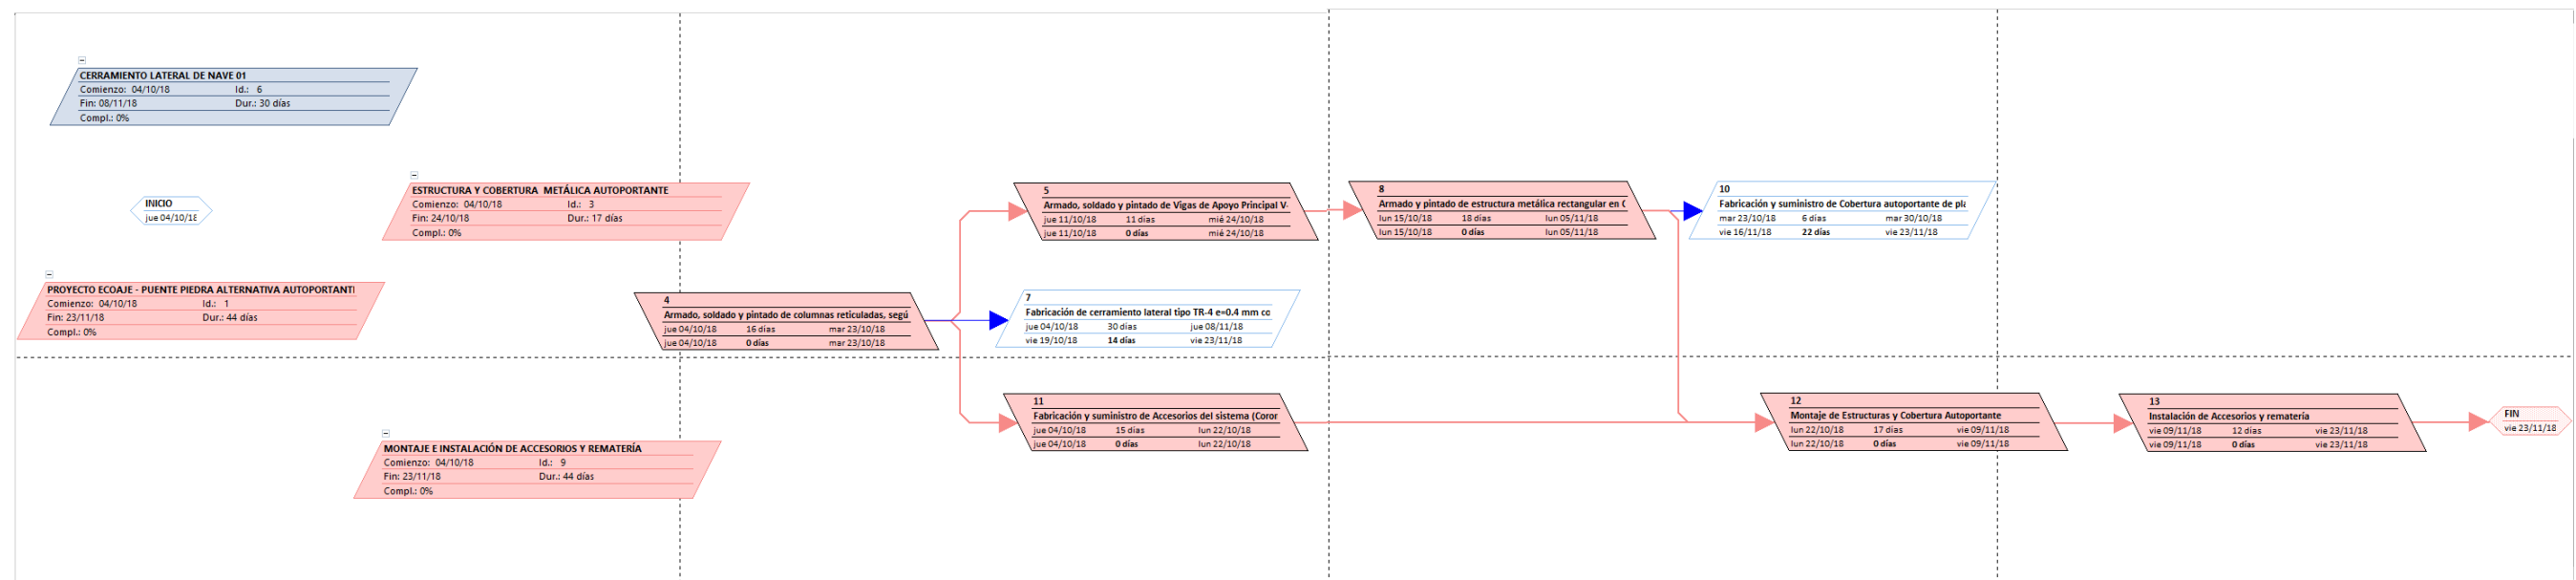 CERRAMIENTO LATERAL DE NAVE 01
Comienzo: 04/10/18 Id.: 6
Fin: 08/11/18 Dur.: 30 días
Compl.: 0%
INICIO
jue 04/10/18
ESTRUCTURA Y COBERTURA METÁLICA AUTOPORTANTE
Comienzo: 04/10/18 Id.: 3
Fin: 24/10/18 Dur.: 17 días
Compl.: 0%
PROYECTO ECOAJE - PUENTE PIEDRA ALTERNATIVA AUTOPORTANTI
Comienzo: 04/10/18 Id.: 1
Fin: 23/11/18 Dur.: 44 días
Compl.: 0%
MONTAJE E INSTALACIÓN DE ACCESORIOS Y REMATERÍA
Comienzo: 04/10/18 Id.: 9
Fin: 23/11/18 Dur.: 44 días
Compl.: 0%
4
Armado, soldado y pintado de columnas reticuladas, segú
jue 04/10/18 16 días mar 23/10/18
jue 04/10/18 0 días mar 23/10/18
5
Armado, soldado y pintado de Vigas de Apoyo Principal V-
jue 11/10/18 11 días mié 24/10/18
jue 11/10/18 0 días mié 24/10/18
7
Fabricación de cerramiento lateral tipo TR-4 e=0.4 mm co
jue 04/10/18 30 días jue 08/11/18
vie 19/10/18 14 días vie 23/11/18
11
Fabricación y suministro de Accesorios del sistema (Coror
jue 04/10/18 15 días lun 22/10/18
jue 04/10/18 0 días lun 22/10/18
8
Armado y pintado de estructura metálica rectangular en C
lun 15/10/18 18 días lun 05/11/18
lun 15/10/18 0 días lun 05/11/18
10
Fabricación y suministro de Cobertura autoportante de pla
mar 23/10/18 6 días mar 30/10/18
vie 16/11/18 22 días vie 23/11/18
12
Montaje de Estructuras y Cobertura Autoportante
lun 22/10/18 17 días vie 09/11/18
lun 22/10/18 0 días vie 09/11/18
13
Instalación de Accesorios y rematería
vie 09/11/18 12 días vie 23/11/18
vie 09/11/18 0 días vie 23/11/18
FIN
vie 23/11/18